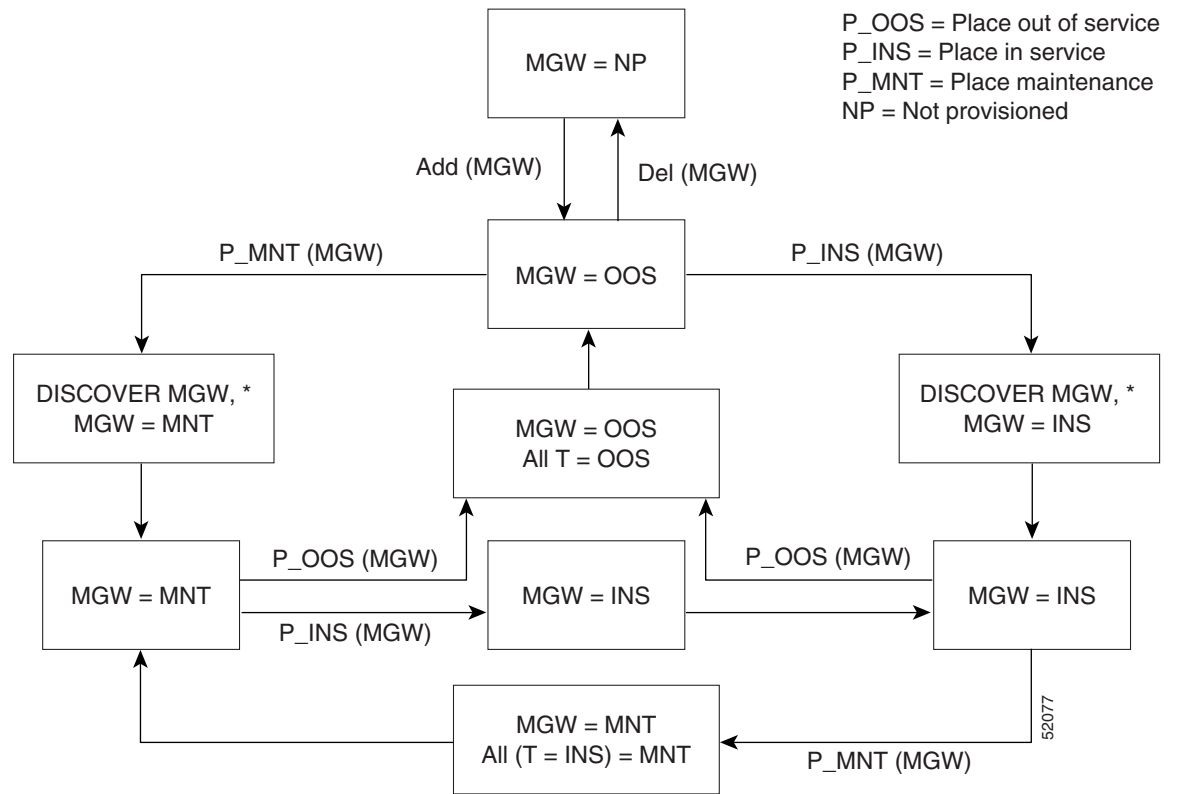 P_OOS = Place out of service
P_INS = Place in service
P_MNT = Place maintenance
NP = Not provisioned
MGW = NP
Add (MGW)
Del (MGW)
P_MNT (MGW)
MGW = OOS
P_INS (MGW)
DISCOVER MGW, *
MGW = MNT
MGW = OOS
All T = OOS
DISCOVER MGW, *
MGW = INS
MGW = MNT
P_OOS (MGW)
P_INS (MGW)
MGW = INS
P_OOS (MGW)
MGW = INS
MGW = MNT
All (T = INS) = MNT
P_MNT (MGW)
52077